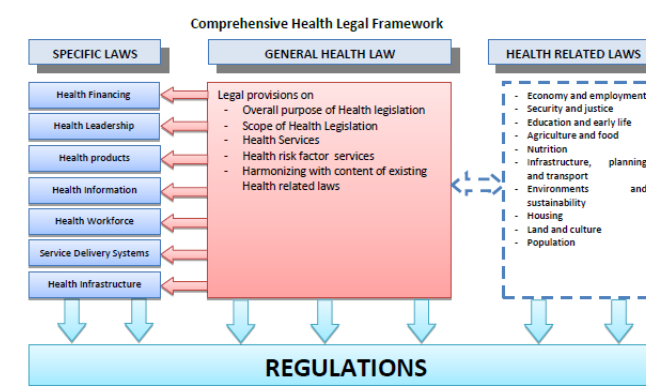 Comprehensive Health Legal Framework
SPECIFIC LAWS
GENERAL HEALTH LAW
HEALTH RELATED LAWS
Health Financing
Health Leadership
Health products
Health Information
Health Workforce
Service Delivery Systems
Health Infrastructure
Legal provisions on
- Overall purpose of Health legislation
- Scope of Health Legislation
- Health Services
- Health risk factor services
- Harmonizing with content of existing
Health related laws
- Economy and employment
- Security and justice
- Education and early life
- Agriculture and food
- Nutrition
- Infrastructure, planning
and transport
- Environments and
sustainability
- Housing
- Land and culture
- Population
REGULATIONS